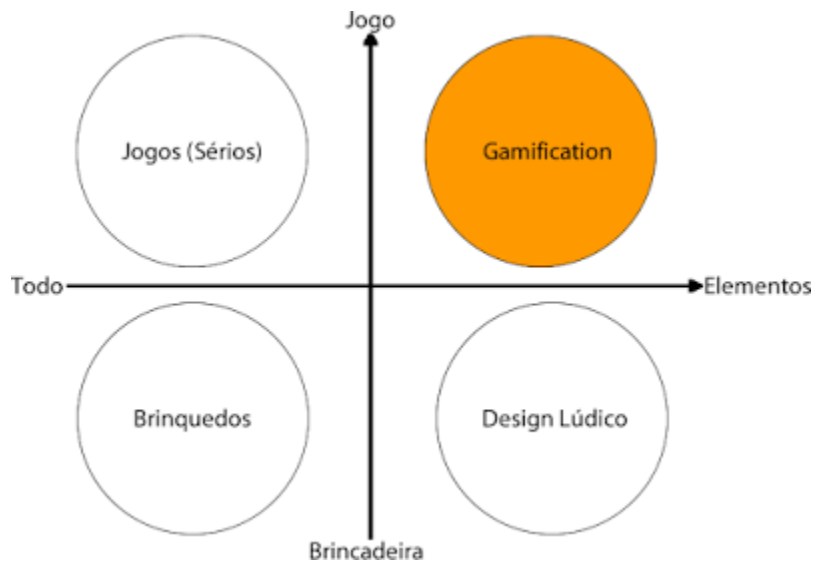 Jogo
Jogos (Sérios)
Gamification
Todo
Elementos
Brinquedos
Design Lúdico
Brincadeira